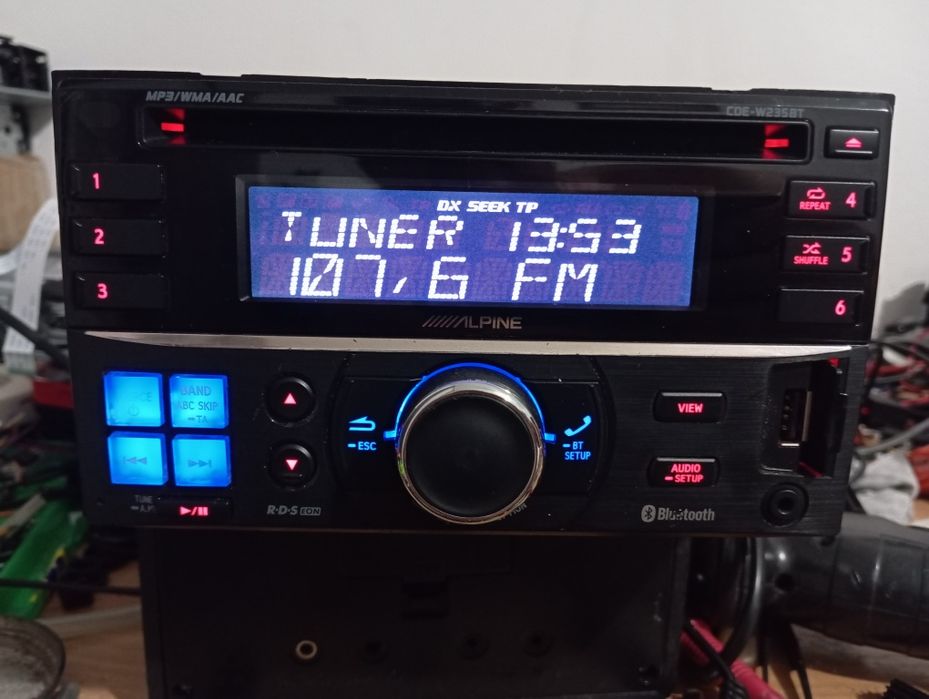 MP3/WMA/AAC
CDE-W235BT
1
2
3
DX SEEK TP
TUNER 13:53
107,6 FM
REPEAT 4
SHUFFLE 5
6
ALPINE
BAND
ABC SKIP
TA
ESC
BT
SETUP
VIEW
AUDIO
SETUP
TUNE
R·D·S EON
Bluetooth